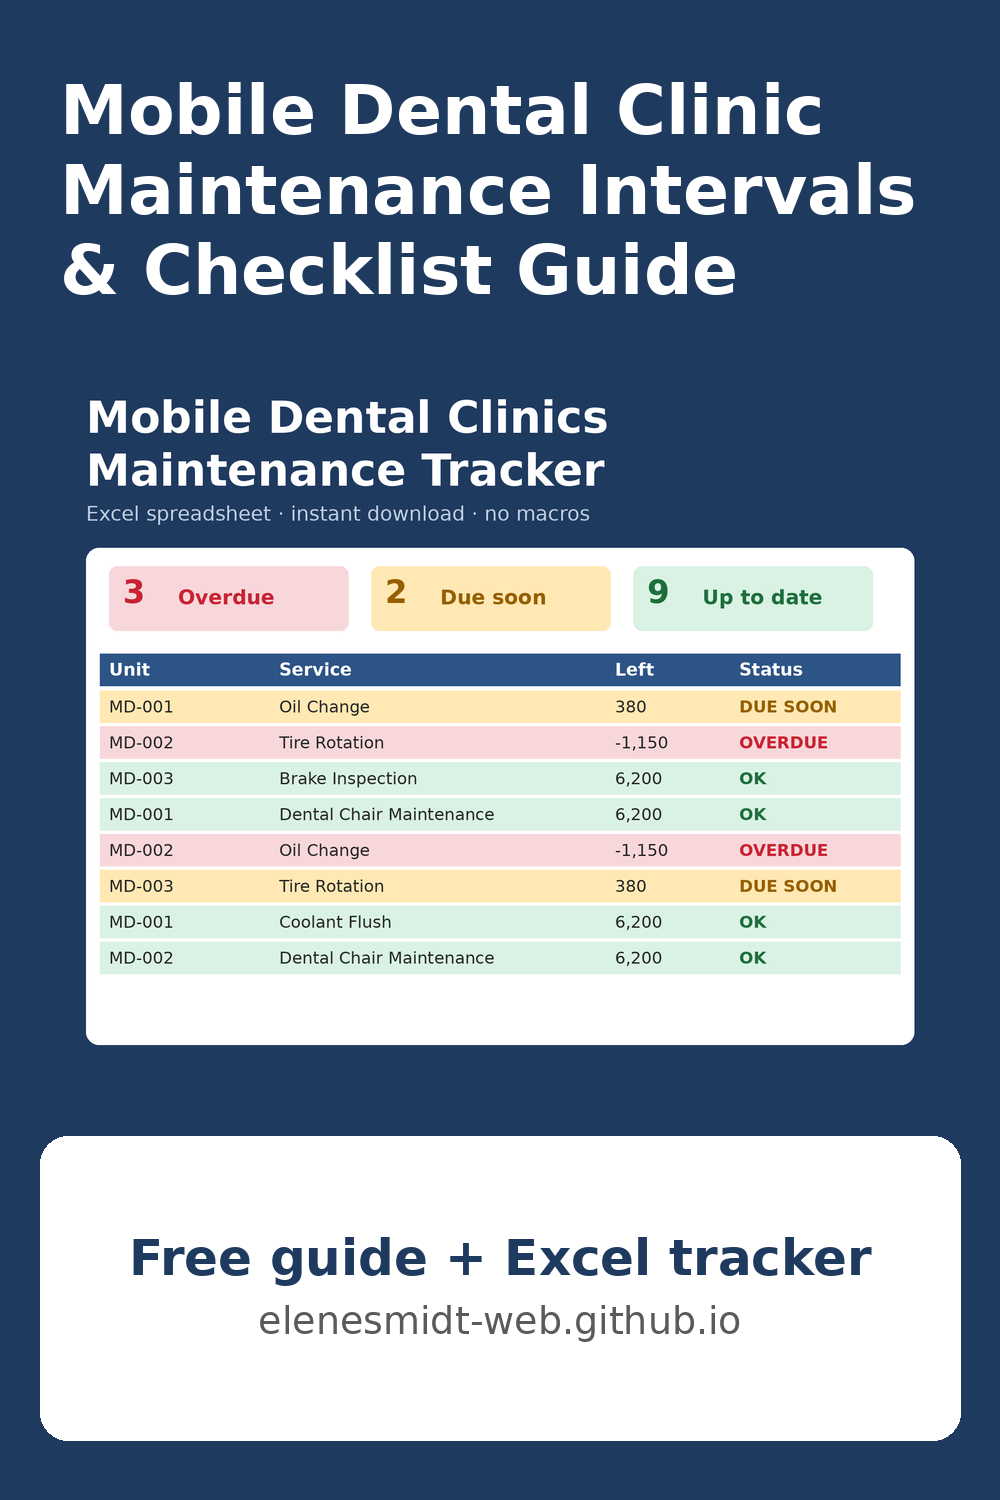 Mobile Dental Clinic
Maintenance Intervals
& Checklist Guide
Mobile Dental Clinics
Maintenance Tracker
Excel spreadsheet · instant download · no macros
3 Overdue 2 Due soon 9 Up to date
Unit Service Left Status
MD-001 Oil Change 380 DUE SOON
MD-002 Tire Rotation -1,150 OVERDUE
MD-003 Brake Inspection 6,200 OK
MD-001 Dental Chair Maintenance 6,200 OK
MD-002 Oil Change -1,150 OVERDUE
MD-003 Tire Rotation 380 DUE SOON
MD-001 Coolant Flush 6,200 OK
MD-002 Dental Chair Maintenance 6,200 OK
Free guide + Excel tracker
elenesmidt-web.github.io